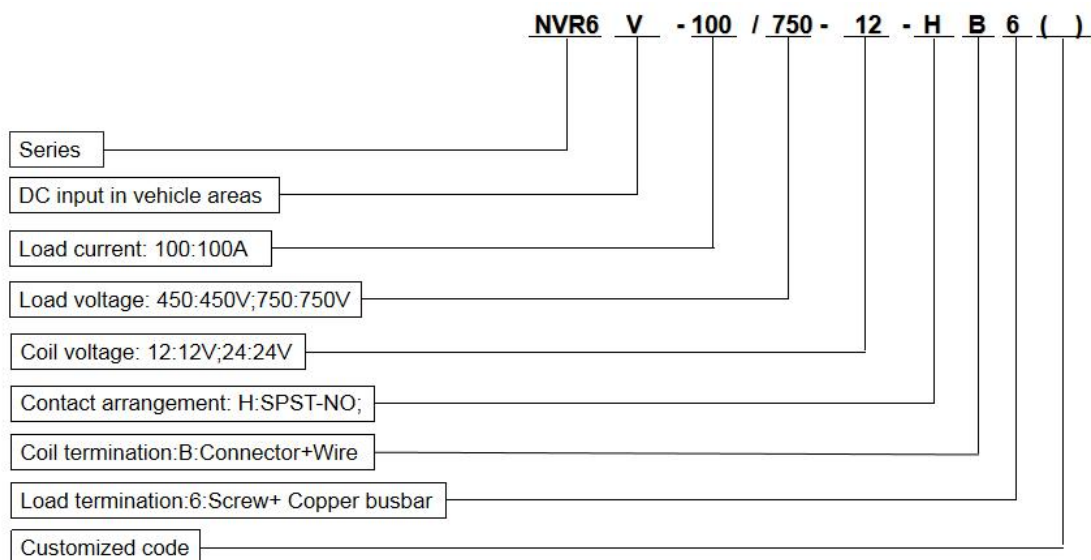 NVR6 V - 100 / 750 - 12 - H B 6 ( )
Series
DC input in vehicle areas
Load current: 100:100A
Load voltage: 450:450V;750:750V
Coil voltage: 12:12V;24:24V
Contact arrangement: H:SPST-NO;
Coil termination:B:Connector+Wire
Load termination:6:Screw+ Copper busbar
Customized code